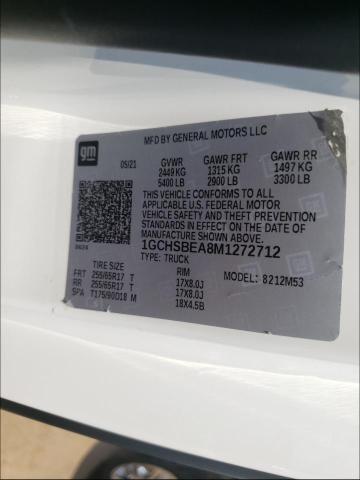 gm
MFD BY GENERAL MOTORS LLC
05/21 GVWR GAWR FRT GAWR RR
2449 KG 1315 KG 1497 KG
5400 LB 2900 LB 3300 LB
THIS VEHICLE CONFORMS TO ALL
APPLICABLE U.S. FEDERAL MOTOR
VEHICLE SAFETY AND THEFT PREVENTION
STANDARDS IN EFFECT ON THE DATE OF
MANUFACTURE SHOWN ABOVE.
1GCHSBEA8M1272712
TYPE: TRUCK
MODEL: 8212M53
TIRE SIZE RIM
FRT 255/65R17 T 17X8.0J
RR 255/65R17 T 17X8.0J
SPA T175/90D18 M 18X4.5B